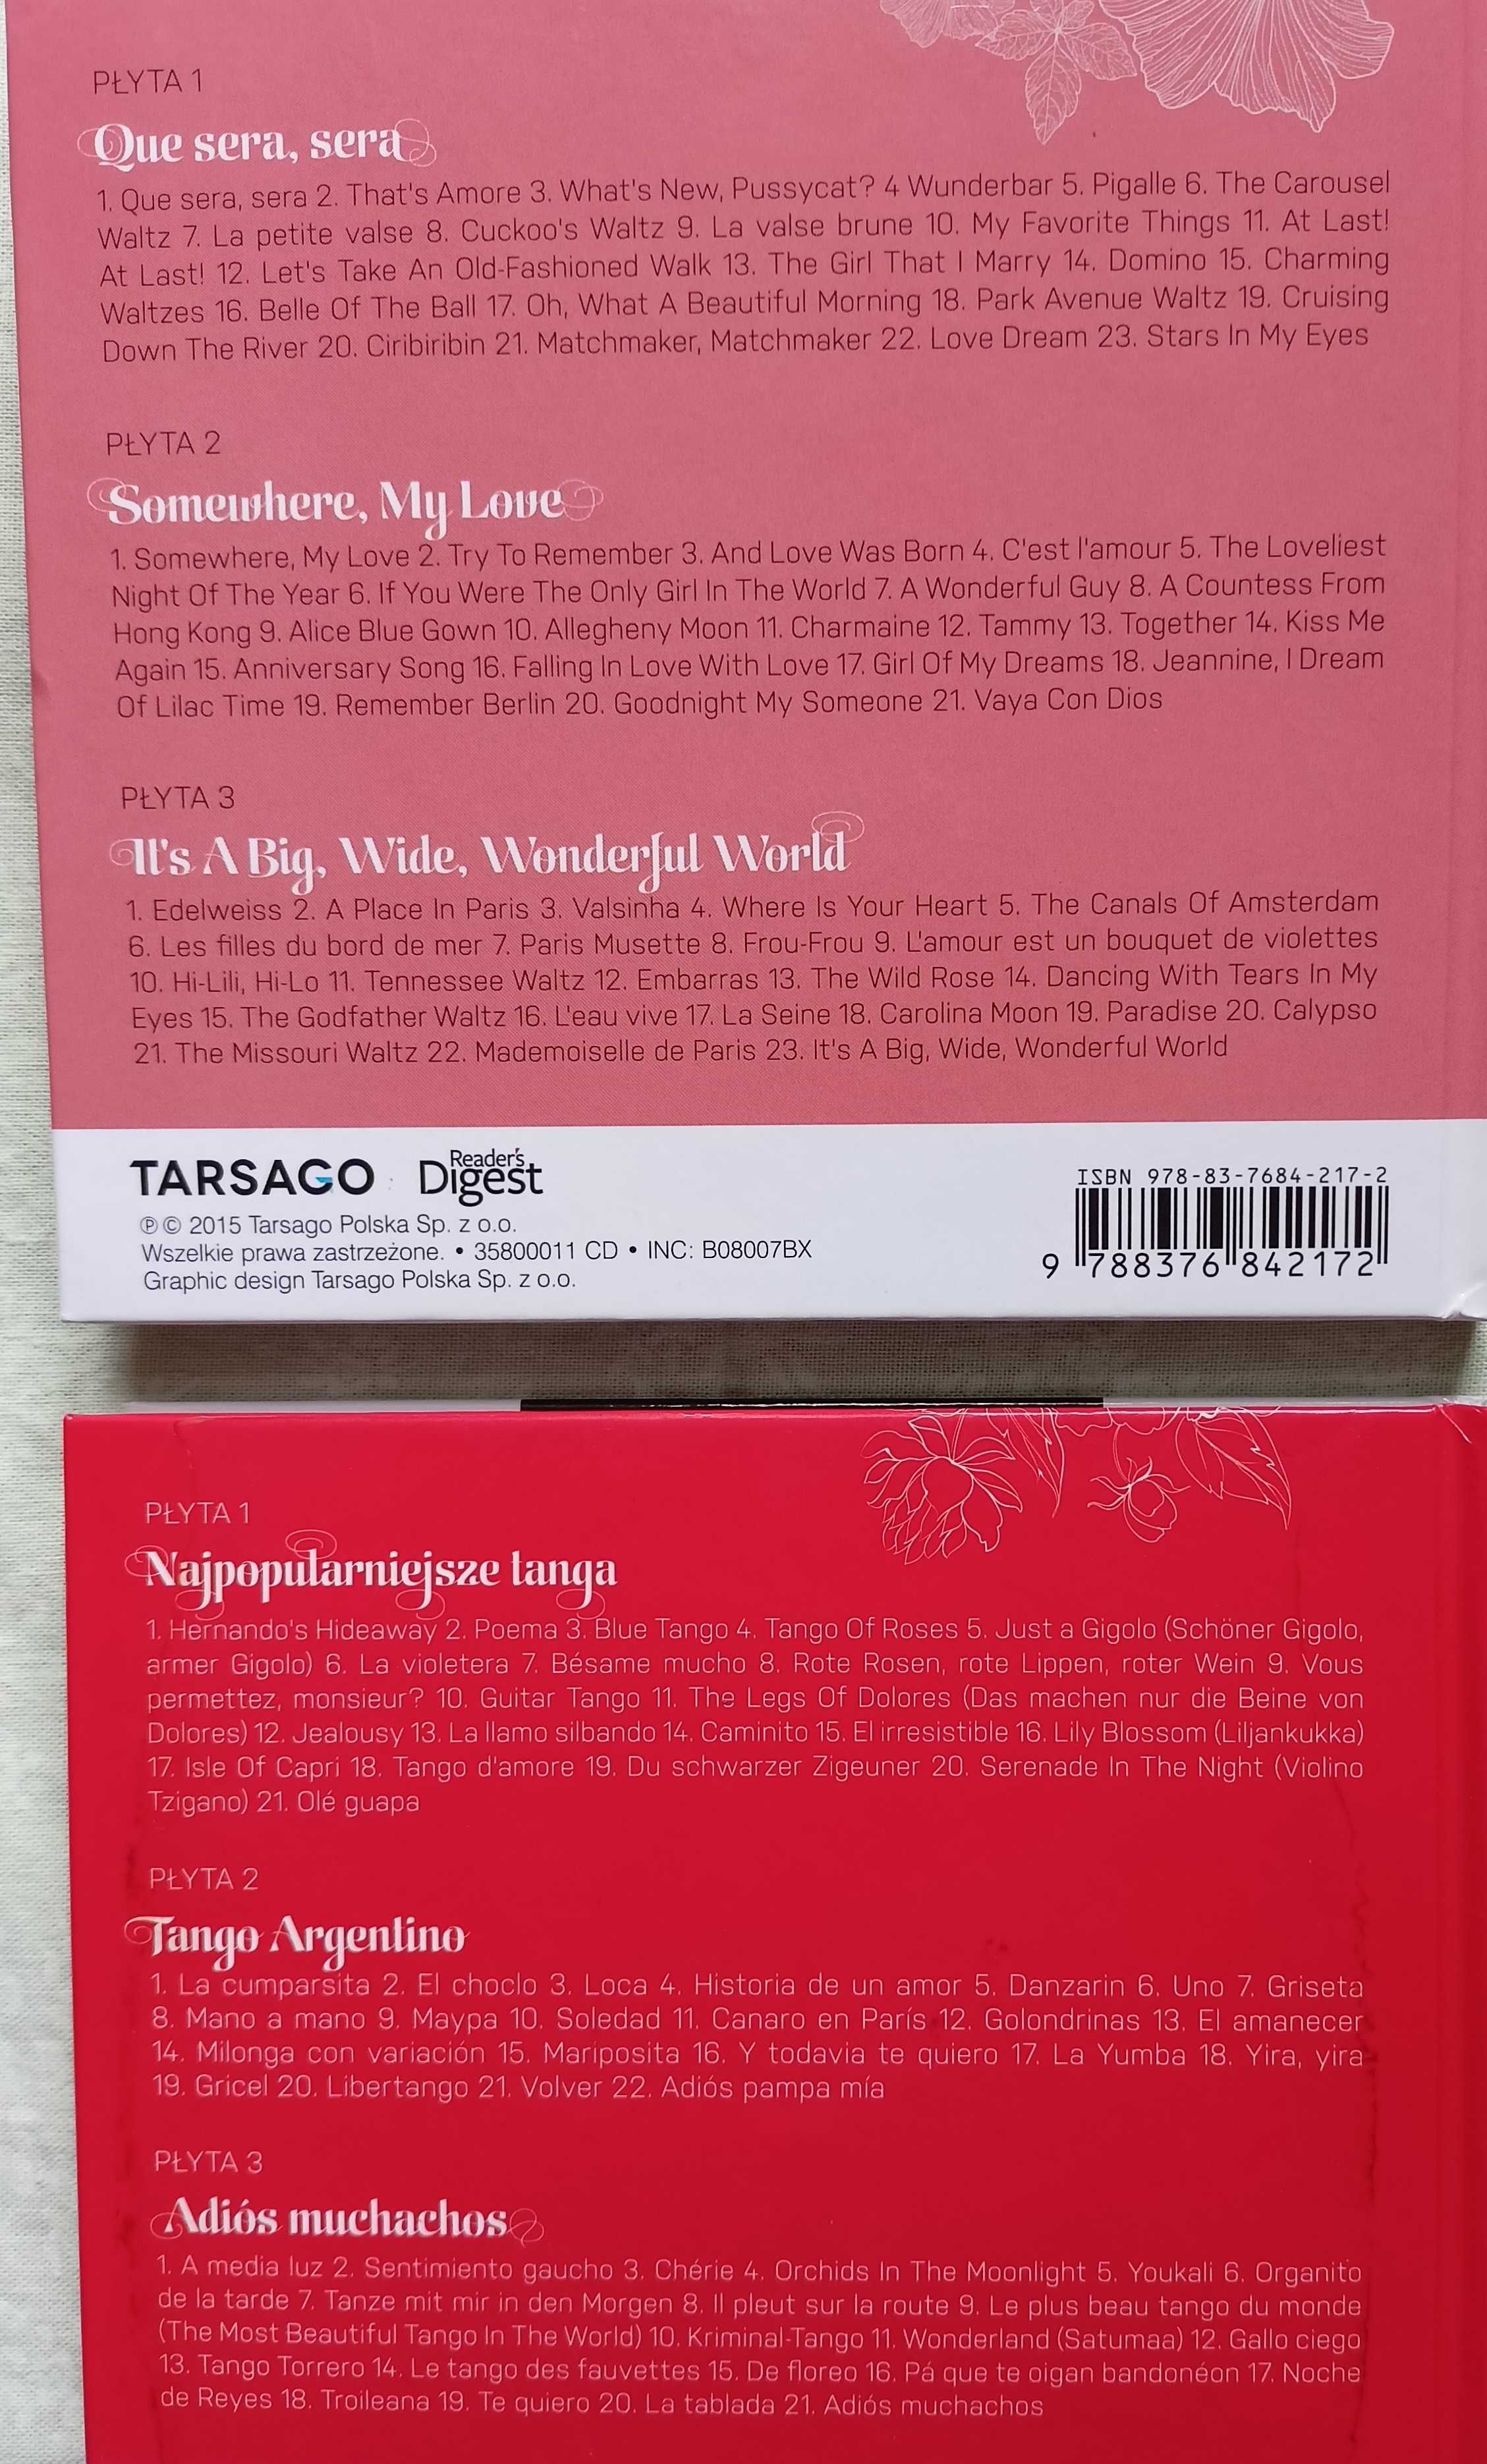 PŁYTA 1
Que sera, sera
1. Que sera, sera 2. That's Amore 3. What's New, Pussycat? 4 Wunderbar 5. Pigalle 6. The Carousel
Waltz 7. La petite valse 8. Cuckoo's Waltz 9. La valse brune 10. My Favorite Things 11. At Last!
At Last! 12. Let's Take An Old-Fashioned Walk 13. The Girl That I Marry 14. Domino 15. Charming
Waltzes 16. Belle Of The Ball 17. Oh, What A Beautiful Morning 18. Park Avenue Waltz 19. Cruising
Down The River 20. Ciribiribin 21. Matchmaker, Matchmaker 22. Love Dream 23. Stars In My Eyes
PŁYTA 2
Somewhere, My Love
1. Somewhere, My Love 2. Try To Remember 3. And Love Was Born 4. C'est l'amour 5. The Loveliest
Night Of The Year 6. If You Were The Only Girl In The World 7. A Wonderful Guy 8. A Countess From
Hong Kong 9. Alice Blue Gown 10. Allegheny Moon 11. Charmaine 12. Tammy 13. Together 14. Kiss Me
Again 15. Anniversary Song 16. Falling In Love With Love 17. Girl Of My Dreams 18. Jeannine, I Dream
Of Lilac Time 19. Remember Berlin 20. Goodnight My Someone 21. Vaya Con Dios
PŁYTA 3
It's A Big, Wide, Wonderful World
1. Edelweiss 2. A Place In Paris 3. Valsinha 4. Where Is Your Heart 5. The Canals Of Amsterdam
6. Les filles du bord de mer 7. Paris Musette 8. Frou-Frou 9. L'amour est un bouquet de violettes
10. Hi-Lili, Hi-Lo 11. Tennessee Waltz 12. Embarras 13. The Wild Rose 14. Dancing With Tears In My
Eyes 15. The Godfather Waltz 16. L'eau vive 17. La Seine 18. Carolina Moon 19. Paradise 20. Calypso
21. The Missouri Waltz 22. Mademoiselle de Paris 23. It's A Big, Wide, Wonderful World
TARSAGO Reader's Digest
℗ © 2015 Tarsago Polska Sp. z o.o.
Wszelkie prawa zastrzeżone. • 35800011 CD • INC: B08007BX
Graphic design Tarsago Polska Sp. z o.o.
ISBN 978-83-7684-217-2
9 788376 842172
PŁYTA 1
Najpopularniejsze tanga
1. Hernando's Hideaway 2. Poema 3. Blue Tango 4. Tango Of Roses 5. Just a Gigolo (Schöner Gigolo,
armer Gigolo) 6. La violetera 7. Bésame mucho 8. Rote Rosen, rote Lippen, roter Wein 9. Vous
permettez, monsieur? 10. Guitar Tango 11. The Legs Of Dolores (Das machen nur die Beine von
Dolores) 12. Jealousy 13. La llamo silbando 14. Caminito 15. El irresistible 16. Lily Blossom (Liljankukka)
17. Isle Of Capri 18. Tango d'amore 19. Du schwarzer Zigeuner 20. Serenade In The Night (Violino
Tzigano) 21. Olé guapa
PŁYTA 2
Tango Argentino
1. La cumparsita 2. El choclo 3. Loca 4. Historia de un amor 5. Danzarin 6. Uno 7. Griseta
8. Mano a mano 9. Maypa 10. Soledad 11. Canaro en París 12. Golondrinas 13. El amanecer
14. Milonga con variación 15. Mariposita 16. Y todavia te quiero 17. La Yumba 18. Yira, yira
19. Gricel 20. Libertango 21. Volver 22. Adiós pampa mía
PŁYTA 3
Adiós muchachos
1. A media luz 2. Sentimiento gaucho 3. Chérie 4. Orchids In The Moonlight 5. Youkali 6. Organito
de la tarde 7. Tanze mit mir in den Morgen 8. Il pleut sur la route 9. Le plus beau tango du monde
(The Most Beautiful Tango In The World) 10. Kriminal-Tango 11. Wonderland (Satumaa) 12. Gallo ciego
13. Tango Torrero 14. Le tango des fauvettes 15. De floreo 16. Pá que te oigan bandonéon 17. Noche
de Reyes 18. Troileana 19. Te quiero 20. La tablada 21. Adiós muchachos